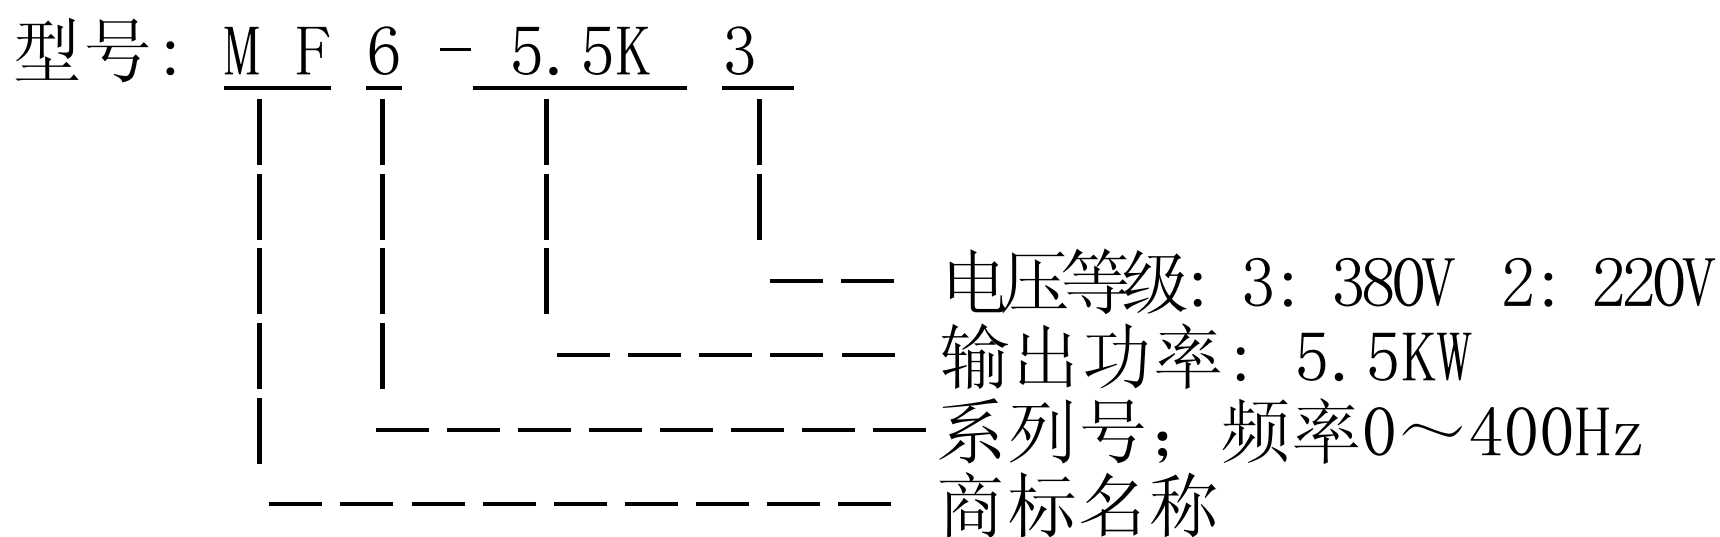 型号: MF6-5.5K 3
电压等级: 3: 380V 2: 220V
输出功率: 5.5KW
系列号; 频率0～400Hz
商标名称